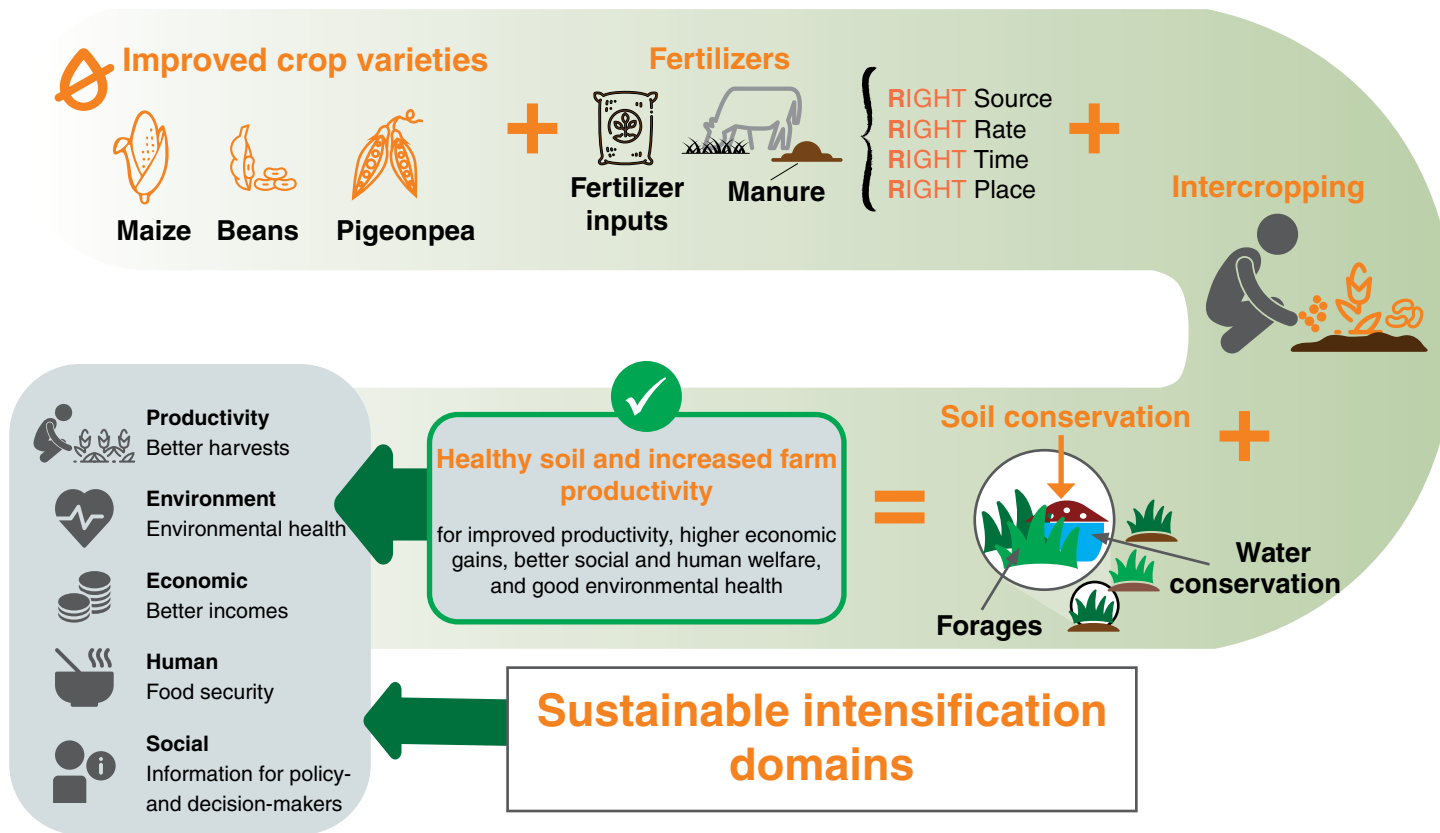 Improved crop varieties
Maize
Beans
Pigeonpea
Fertilizers
Fertilizer
inputs
Manure
RIGHT Source
RIGHT Rate
RIGHT Time
RIGHT Place
Intercropping
Soil conservation
Water
conservation
Forages
Healthy soil and increased farm
productivity
for improved productivity, higher economic
gains, better social and human welfare,
and good environmental health
Productivity
Better harvests
Environment
Environmental health
Economic
Better incomes
Human
Food security
Social
Information for policy-
and decision-makers
Sustainable intensification
domains